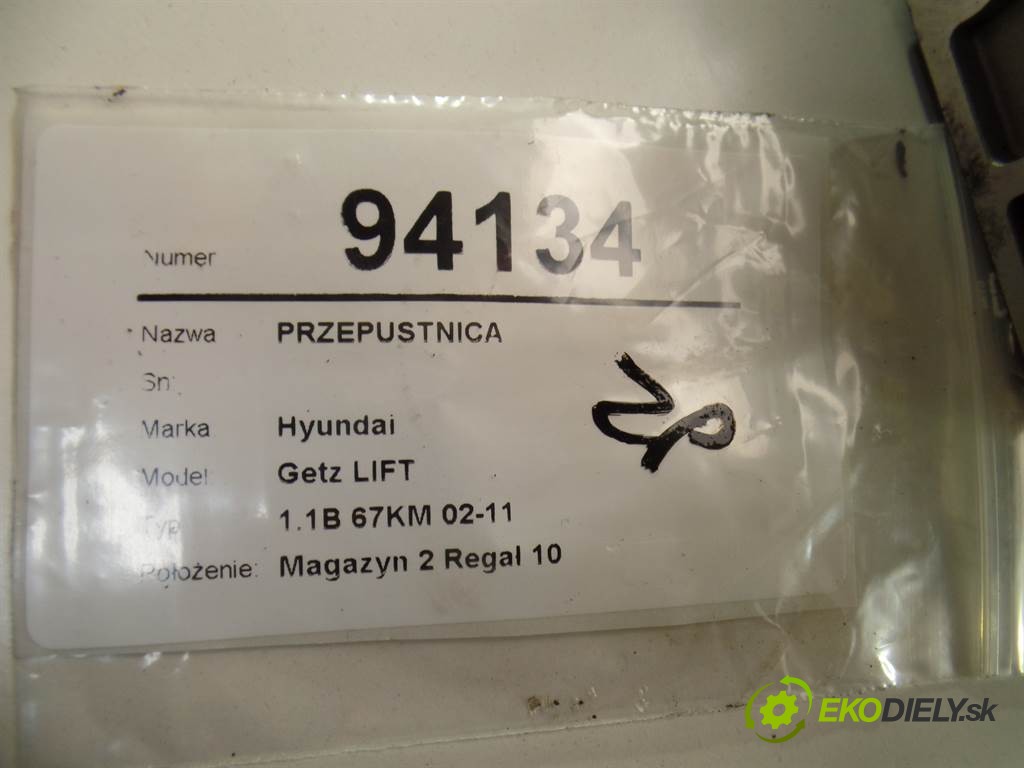 Numer 94134
Nazwa PRZEPUSTNICA
Sn:
Marka Hyundai
Model: Getz LIFT
Typ 1.1B 67KM 02-11
Położenie: Magazyn 2 Regał 10
EKODIELY.sk